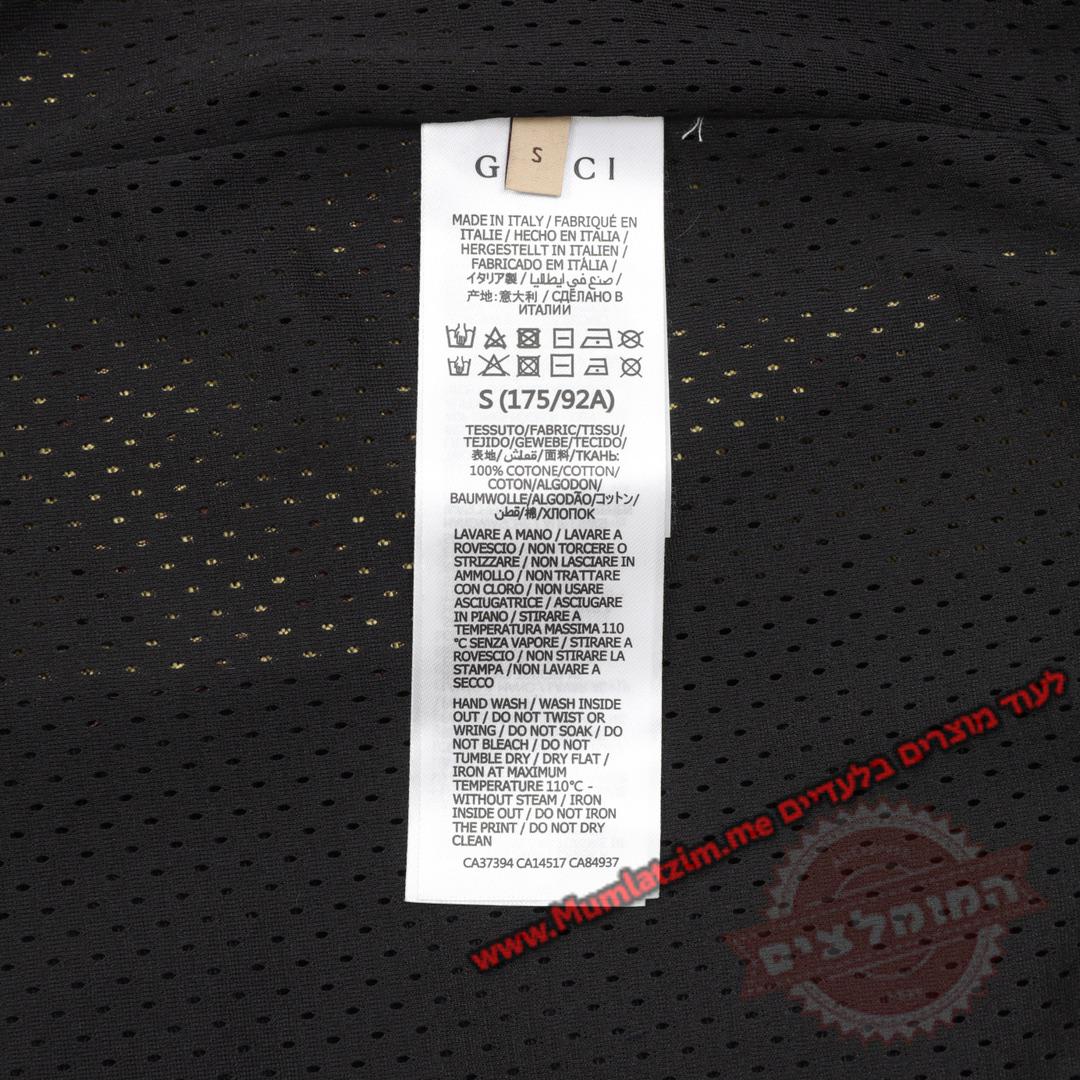 S
G CI
MADE IN ITALY / FABRIQUÉ EN
ITALIE / HECHO EN ITALIA /
HERGESTELLT IN ITALIEN /
FABRICADO EM ITÁLIA /
イタリア製 / صنع في ايطاليا /
产地: 意大利 / СДЕЛАНО В
ИТАЛИИ
S (175/92A)
TESSUTO/FABRIC/TISSU/
TEJIDO/GEWEBE/TECIDO/
表地/قملش/面料/ТКАНЬ:
100% COTONE/COTTON/
COTON/ALGODON/
BAUMWOLLE/ALGODÃO/コットン/
قطن/棉/ХЛОПОК
LAVARE A MANO / LAVARE A
ROVESCIO / NON TORCERE O
STRIZZARE / NON LASCIARE IN
AMMOLLO / NON TRATTARE
CON CLORO / NON USARE
ASCIUGATRICE / ASCIUGARE
IN PIANO / STIRARE A
TEMPERATURA MASSIMA 110
°C SENZA VAPORE / STIRARE A
ROVESCIO / NON STIRARE LA
STAMPA /NON LAVARE A
SECCO
HAND WASH / WASH INSIDE
OUT / DO NOT TWIST OR
WRING / DO NOT SOAK / DO
NOT BLEACH / DO NOT
TUMBLE DRY / DRY FLAT /
IRON AT MAXIMUM
TEMPERATURE 110°C -
WITHOUT STEAM / IRON
INSIDE OUT / DO NOT IRON
THE PRINT / DO NOT DRY
CLEAN
CA37394 CA14517 CA84937
לעוד מוצרים בלעדיים www.Mumlatzim.me
המומלצים